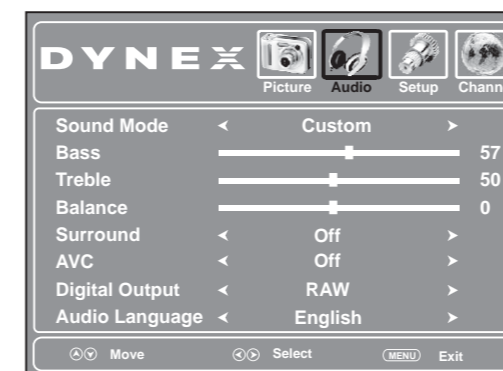 DYNEX
Picture Audio Setup Chann
Sound Mode Custom
Bass 57
Treble 50
Balance 0
Surround Off
AVC Off
Digital Output RAW
Audio Language English
Move Select MENU Exit